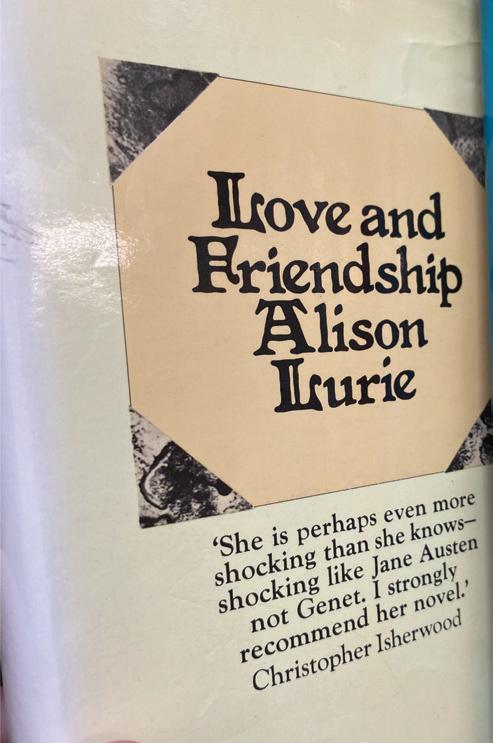 Love and
Friendship
Alison
Lurie
‘She is perhaps even more
shocking than she knows—
shocking like Jane Austen
not Genet. I strongly
recommend her novel.’
Christopher Isherwood